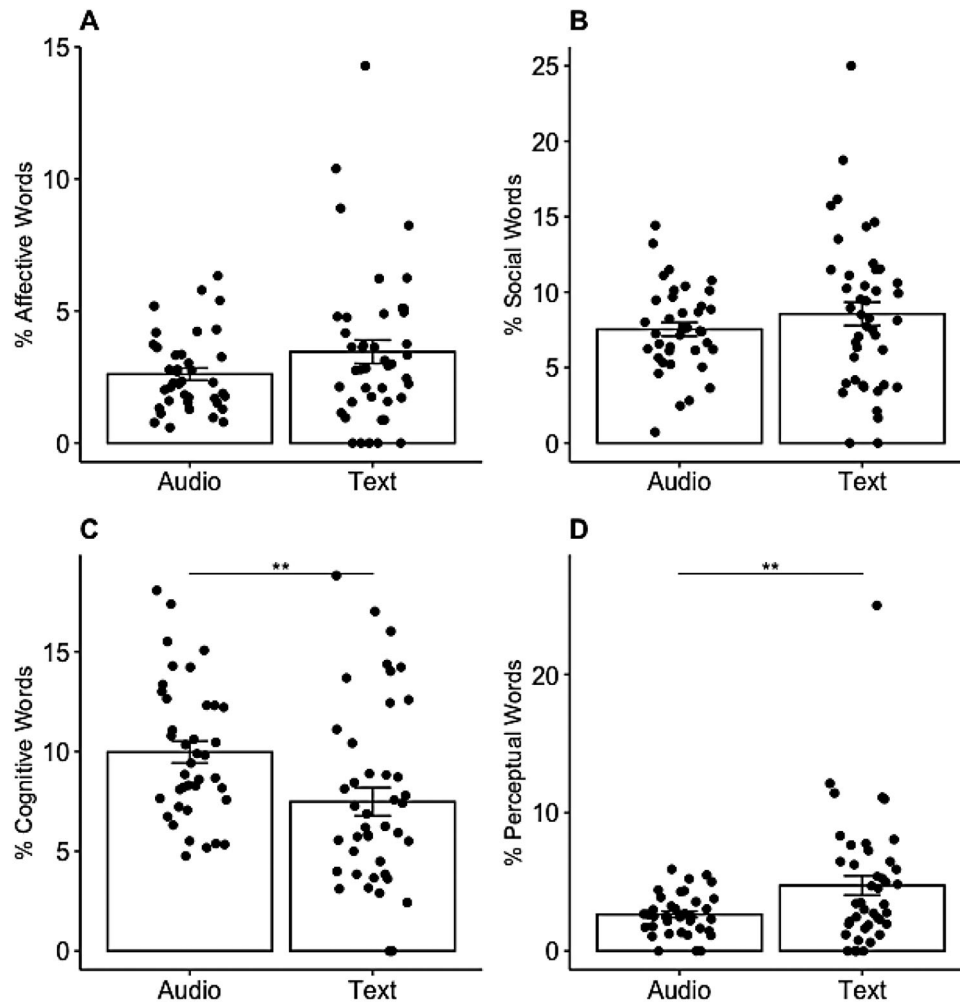 A
% Affective Words
15
10
5
0
Audio Text
B
% Social Words
25
20
15
10
5
0
Audio Text
C
% Cognitive Words
**
15
10
5
0
Audio Text
D
% Perceptual Words
**
20
10
0
Audio Text